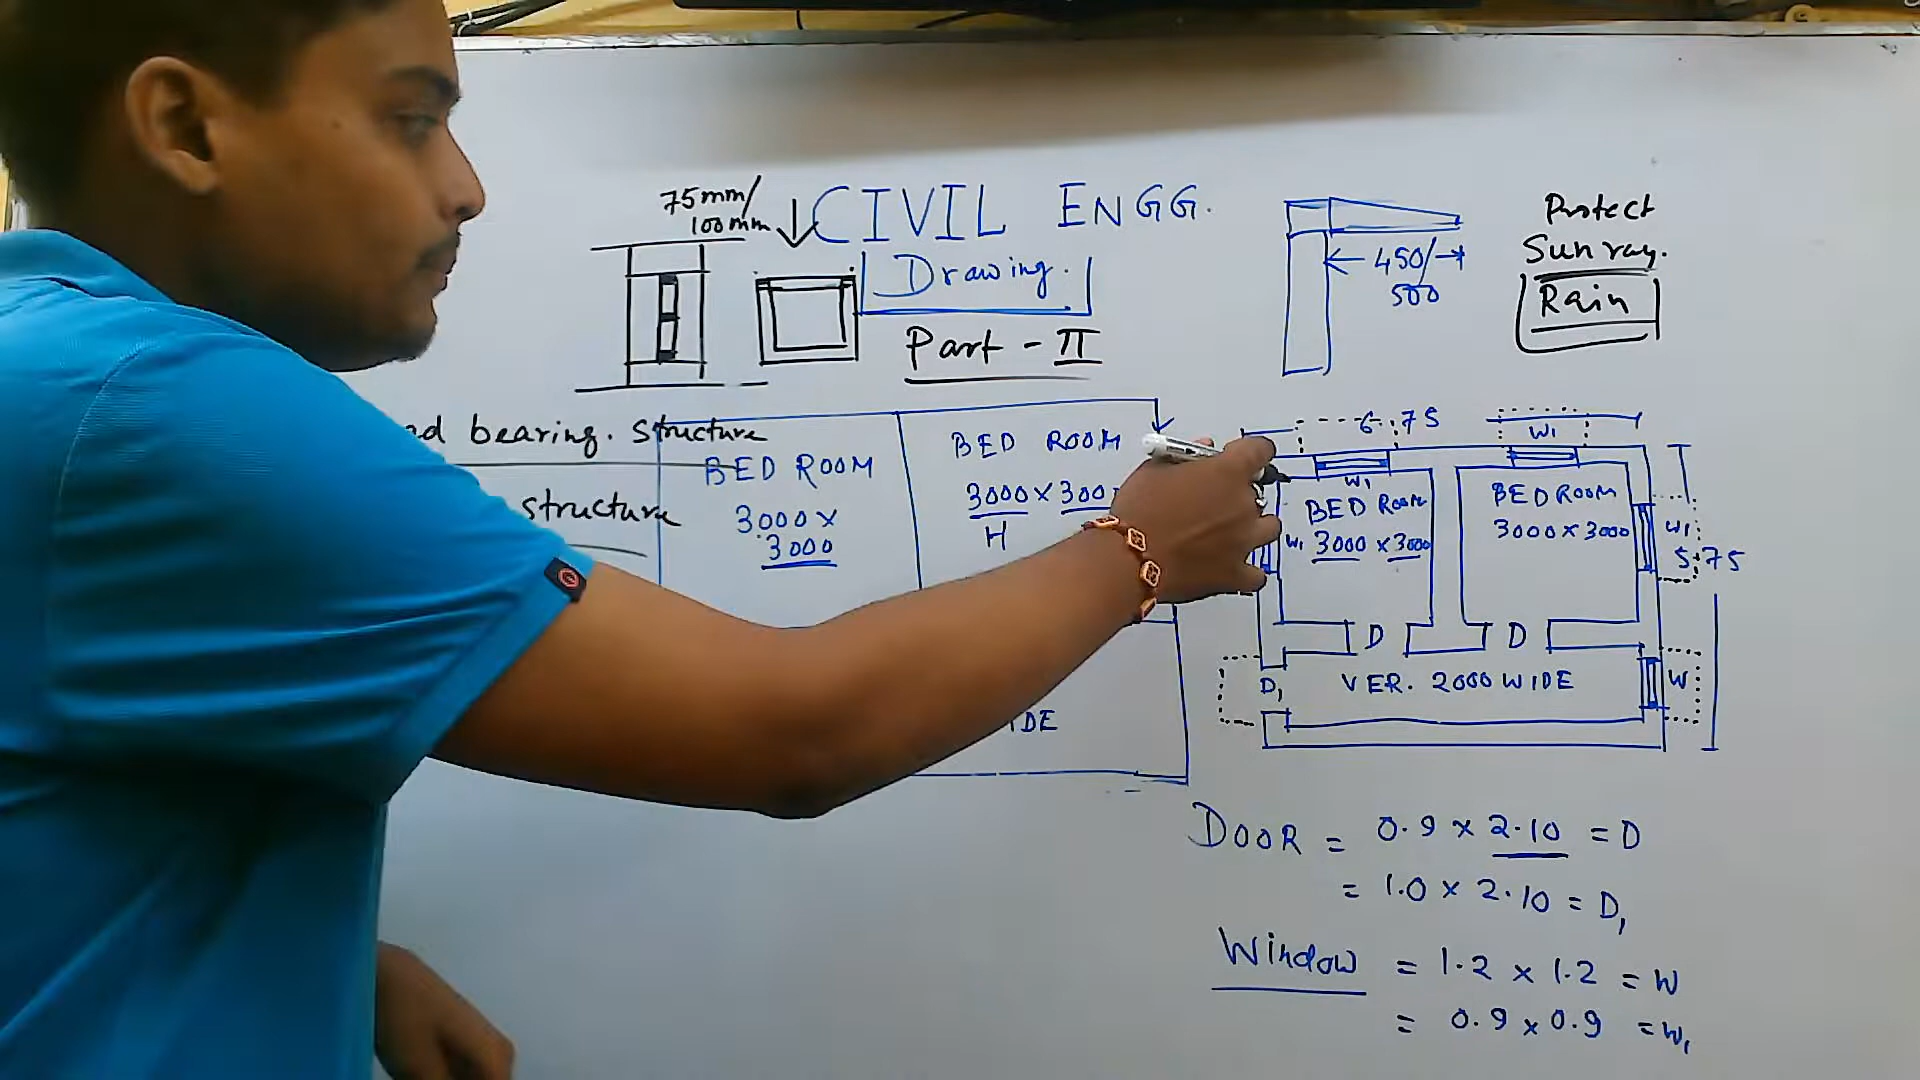 75mm/
100mm
CIVIL ENGG.
Drawing.
Part - II
450/
500
Protect
Sun ray.
Rain
bearing. structure
structure
BED ROOM
3000 x
3000
BED ROOM
3000 x
H
6.75
W1
W1
BED ROOM
W1 3000 x 3000
BED ROOM
3000 x 3000
W1
5.75
D
D
D1
VER. 2000 WIDE
W
DOOR = 0.9 x 2.10 = D
= 1.0 x 2.10 = D1
Window = 1.2 x 1.2 = W
= 0.9 x 0.9 = W1